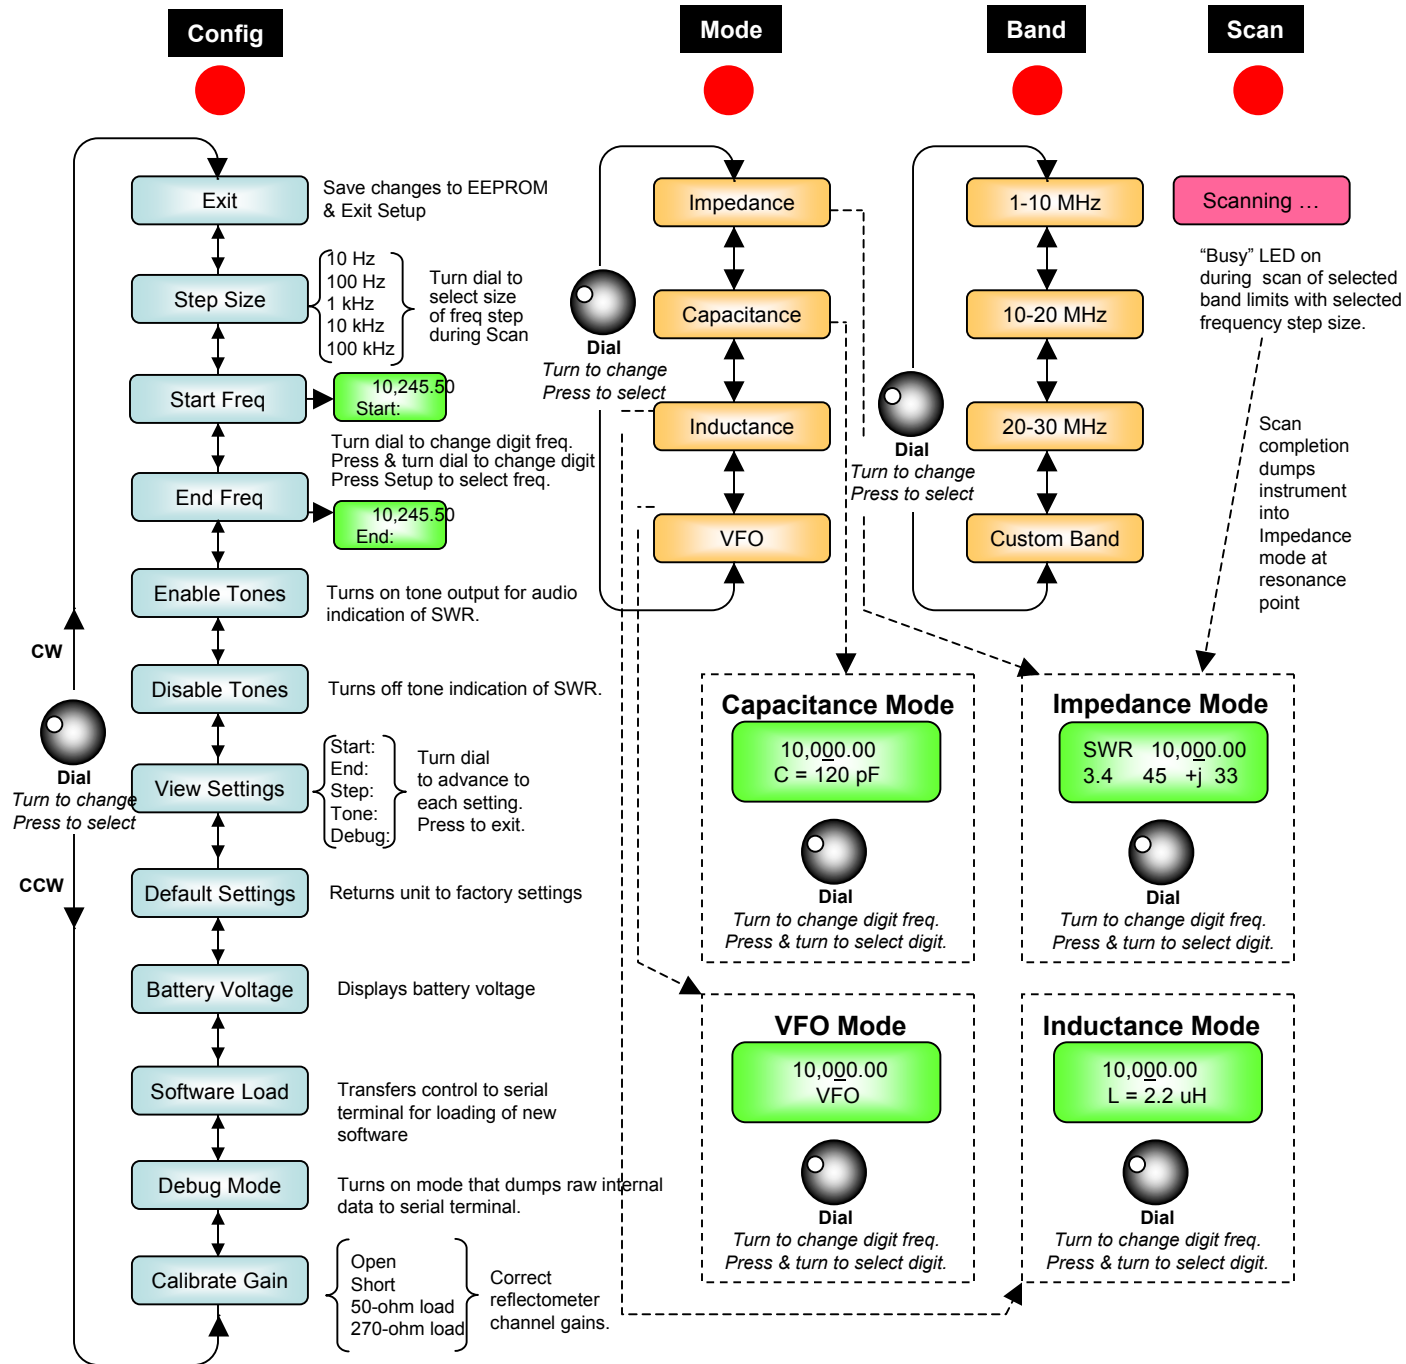 Config
Mode
Band
Scan
Exit
Save changes to EEPROM
& Exit Setup
Step Size
10 Hz
100 Hz
1 kHz
10 kHz
100 kHz
Turn dial to
select size
of freq step
during Scan
Start Freq
10,245.50
Start:
Turn dial to change digit freq.
Press & turn dial to change digit
Press Setup to select freq.
End Freq
10,245.50
End:
Enable Tones
Turns on tone output for audio
indication of SWR.
Disable Tones
Turns off tone indication of SWR.
View Settings
Start:
End:
Step:
Tone:
Debug:
Turn dial
to advance to
each setting.
Press to exit.
Default Settings
Returns unit to factory settings
Battery Voltage
Displays battery voltage
Software Load
Transfers control to serial
terminal for loading of new
software
Debug Mode
Turns on mode that dumps raw internal
data to serial terminal.
Calibrate Gain
Open
Short
50-ohm load
270-ohm load
Correct
reflectometer
channel gains.
CW
Dial
Turn to change
Press to select
CCW
Impedance
Capacitance
Inductance
VFO
Dial
Turn to change
Press to select
1-10 MHz
10-20 MHz
20-30 MHz
Custom Band
Dial
Turn to change
Press to select
Scanning …
“Busy” LED on
during scan of selected
band limits with selected
frequency step size.
Scan
completion
dumps
instrument
into
Impedance
mode at
resonance
point
Capacitance Mode
10,000.00
C = 120 pF
Dial
Turn to change digit freq.
Press & turn to select digit.
Impedance Mode
SWR 10,000.00
3.4 45 +j 33
Dial
Turn to change digit freq.
Press & turn to select digit.
VFO Mode
10,000.00
VFO
Dial
Turn to change digit freq.
Press & turn to select digit.
Inductance Mode
10,000.00
L = 2.2 uH
Dial
Turn to change digit freq.
Press & turn to select digit.